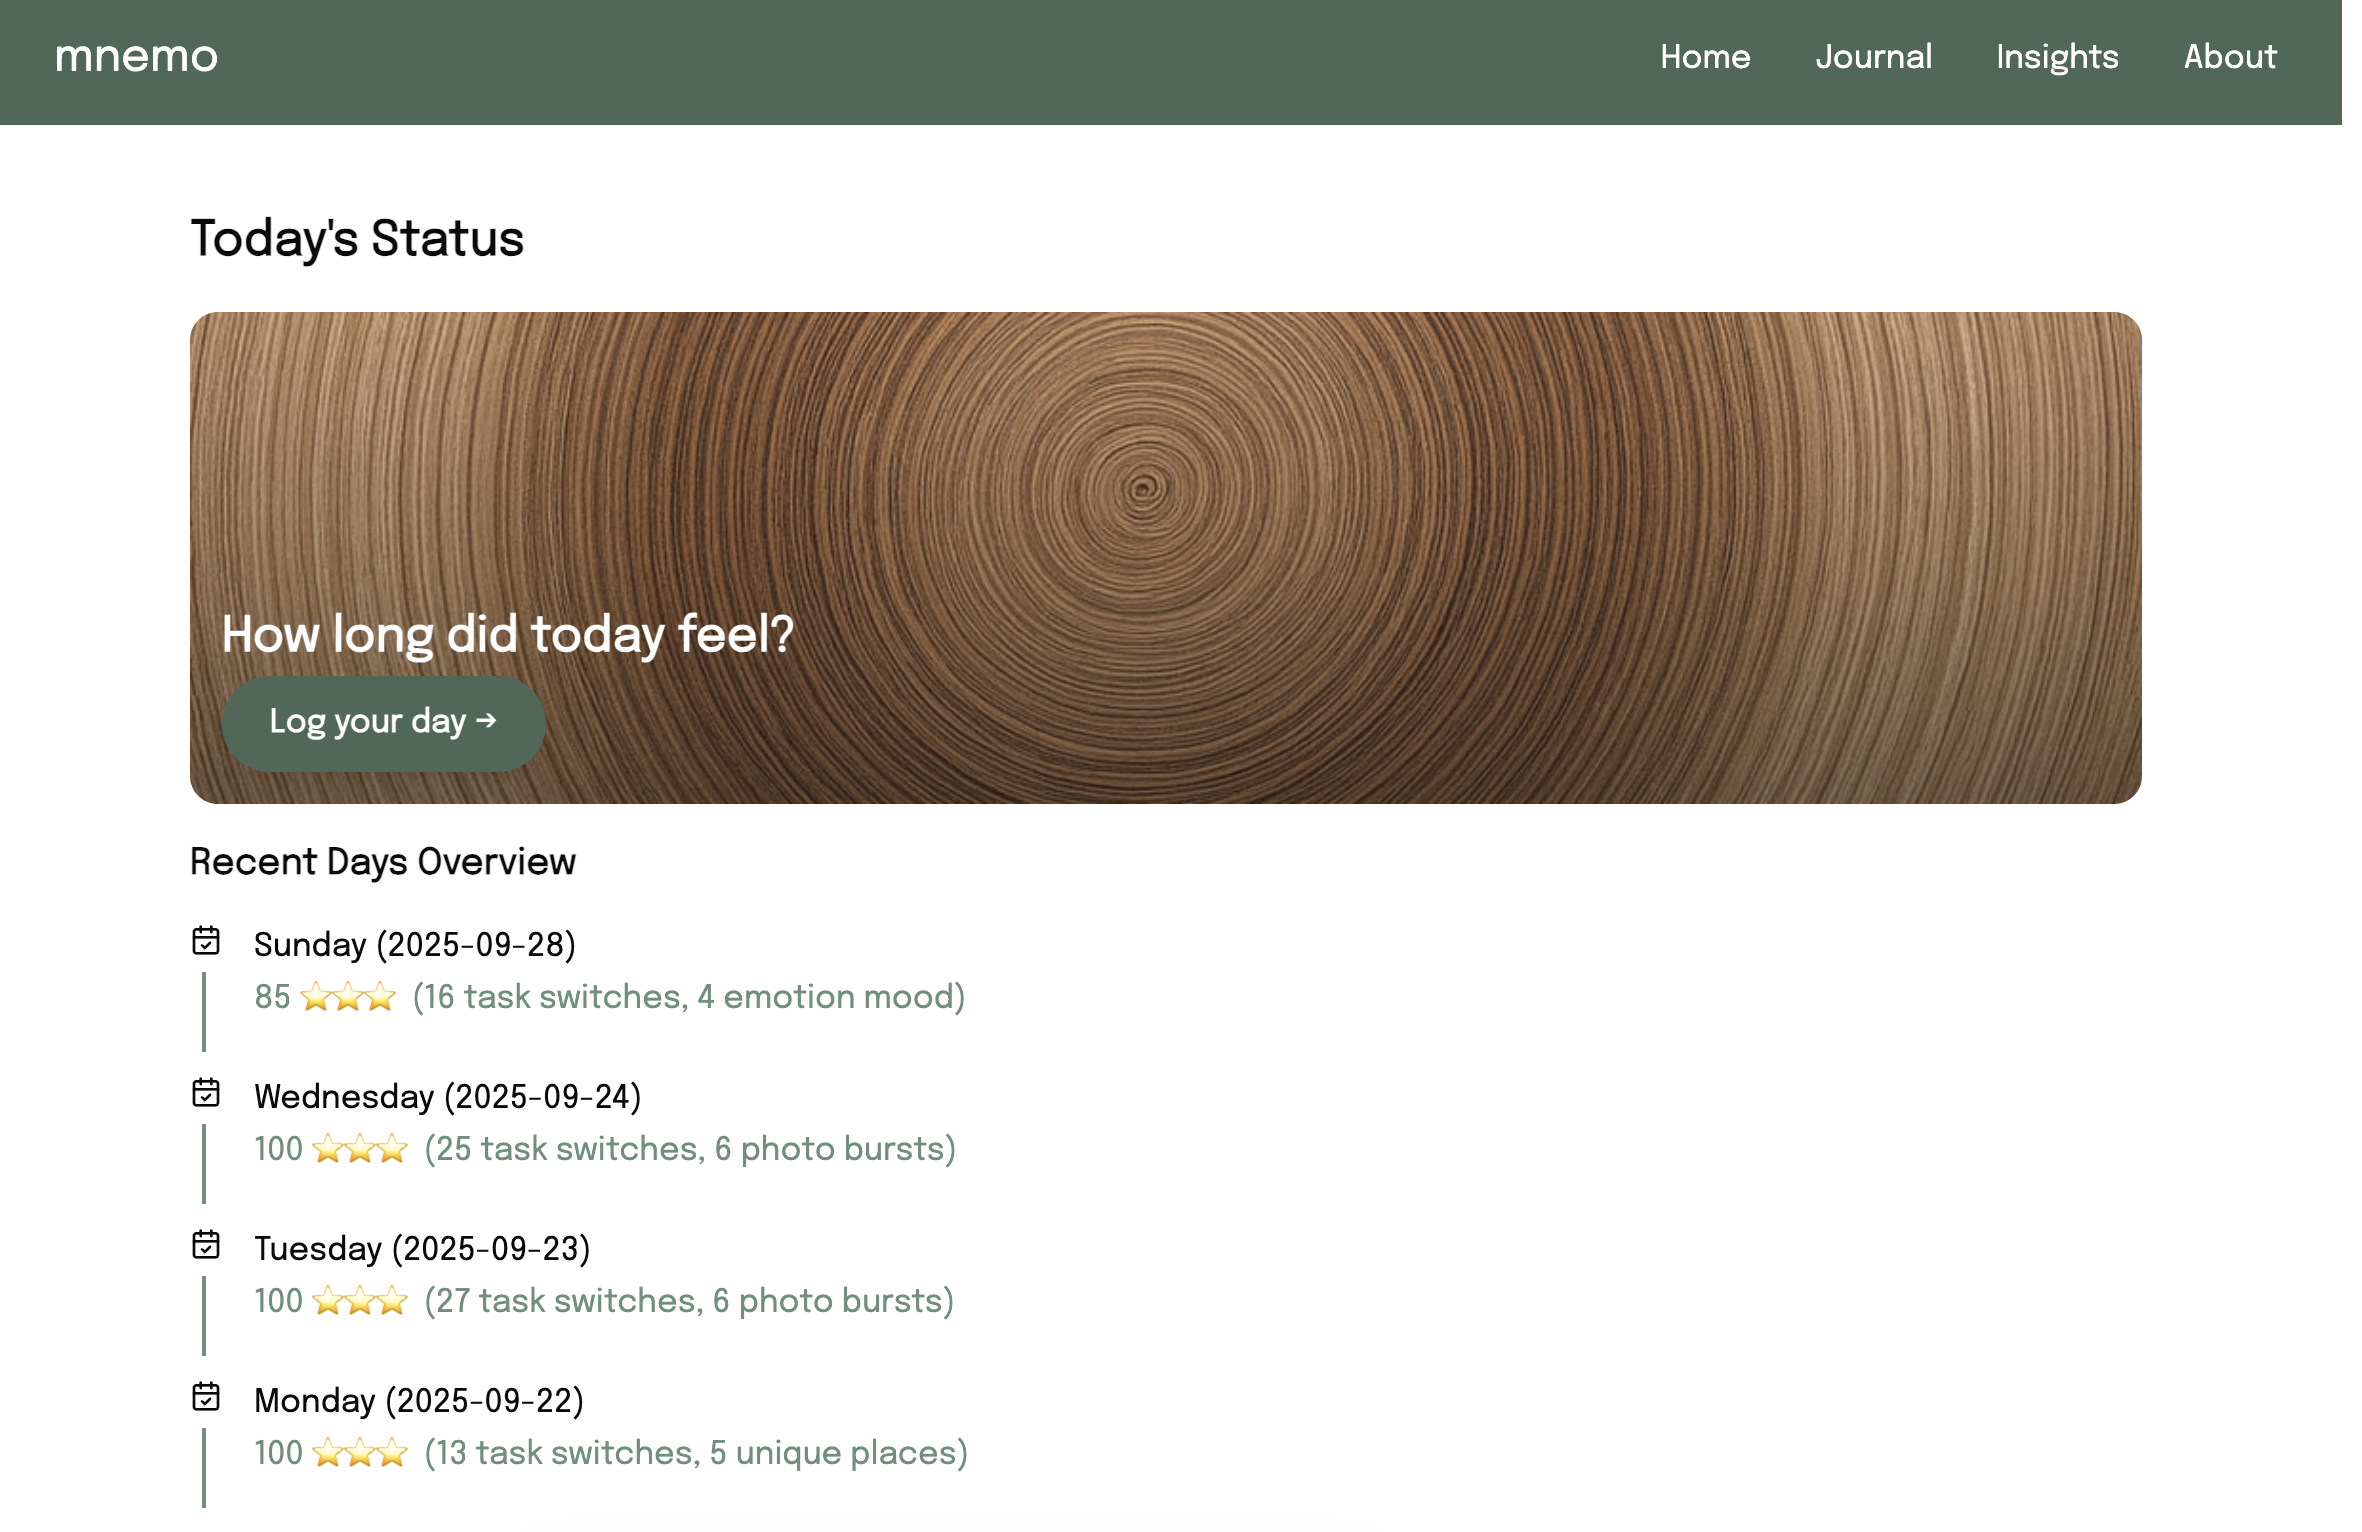 mnemo
Home Journal Insights About
Today's Status
How long did today feel?
Log your day →
Recent Days Overview
Sunday (2025-09-28)
85 ⭐⭐⭐ (16 task switches, 4 emotion mood)
Wednesday (2025-09-24)
100 ⭐⭐⭐ (25 task switches, 6 photo bursts)
Tuesday (2025-09-23)
100 ⭐⭐⭐ (27 task switches, 6 photo bursts)
Monday (2025-09-22)
100 ⭐⭐⭐ (13 task switches, 5 unique places)